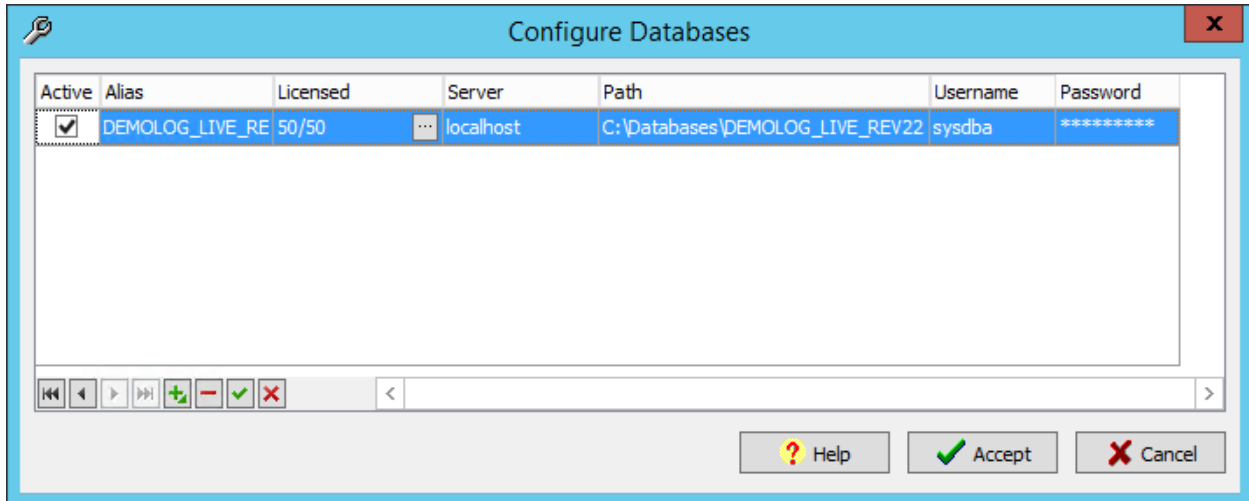 Configure Databases
Active Alias Licensed Server Path Username Password
DEMOLOG_LIVE_RE 50/50 ... localhost C:\Databases\DEMOLOG_LIVE_REV22 sysdba *********
? Help Accept Cancel